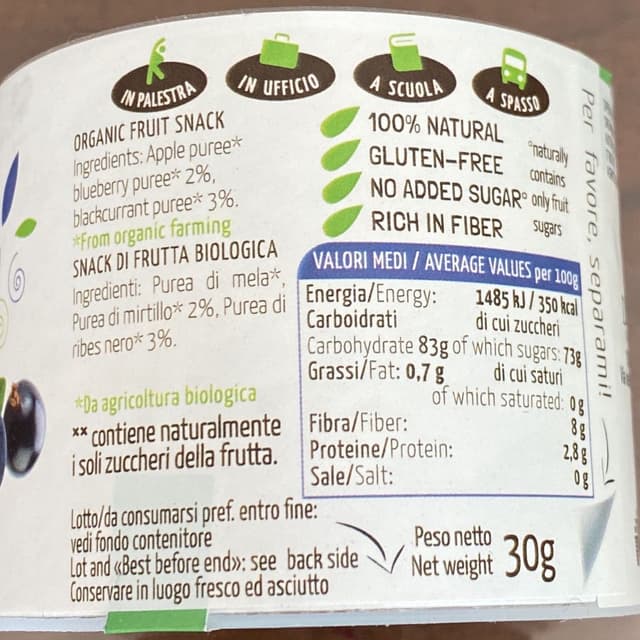 IN PALESTRA
IN UFFICIO
A SCUOLA
A SPASSO
ORGANIC FRUIT SNACK
Ingredients: Apple puree*
blueberry puree* 2%,
blackcurrant puree* 3%.
*From organic farming
SNACK DI FRUTTA BIOLOGICA
Ingredienti: Purea di mela*,
Purea di mirtillo* 2%, Purea di
ribes nero* 3%.
*Da agricoltura biologica
** contiene naturalmente
i soli zuccheri della frutta.
Lotto/da consumarsi pref. entro fine:
vedi fondo contenitore
Lot and «Best before end»: see back side
Conservare in luogo fresco ed asciutto
100% NATURAL
GLUTEN-FREE
NO ADDED SUGAR°
RICH IN FIBER
°naturally
contains
only fruit
sugars
VALORI MEDI / AVERAGE VALUES per 100g
Energia/Energy: 1485 kJ / 350 kcal
Carboidrati di cui zuccheri
Carbohydrate 83g of which sugars: 73g
Grassi/Fat: 0,7 g di cui saturi
of which saturated: 0g
Fibra/Fiber: 8g
Proteine/Protein: 2,8g
Sale/Salt: 0g
Peso netto
Net weight 30g
Per favore, separami!